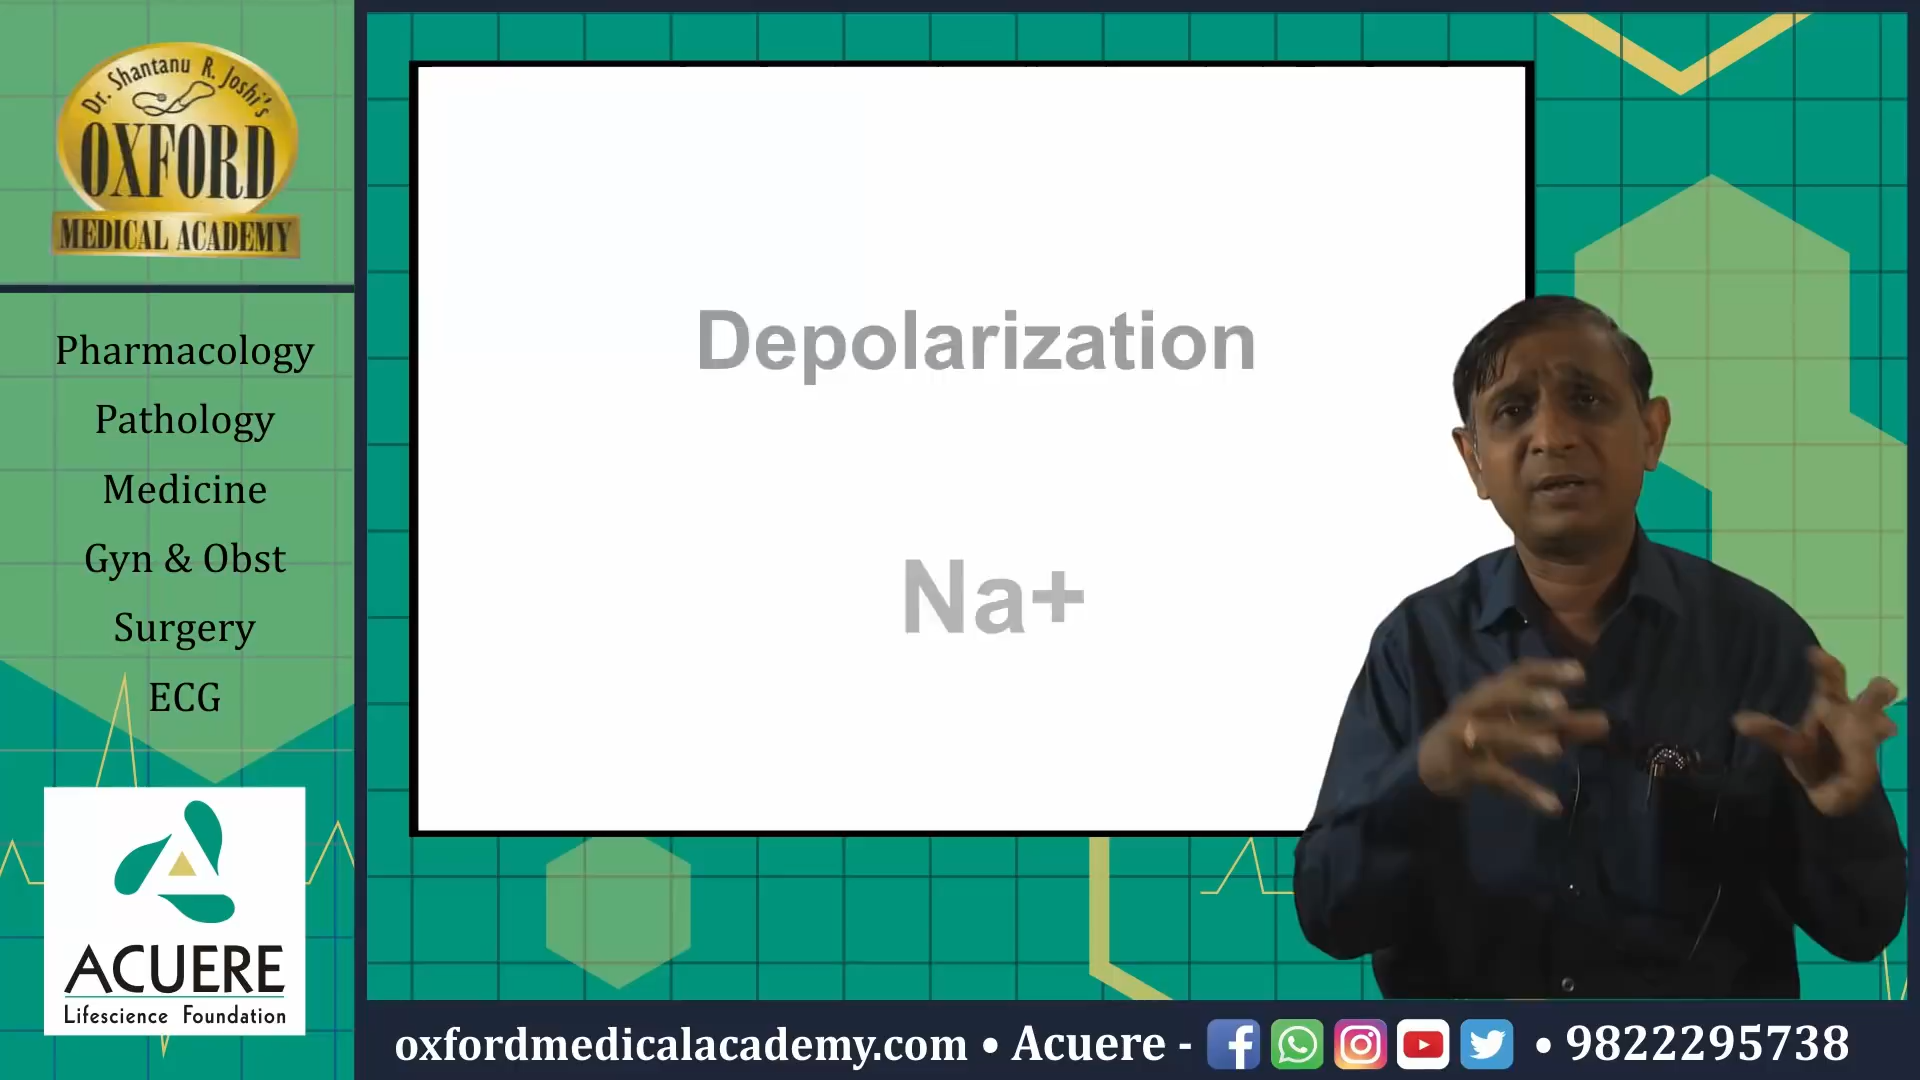 Dr. Shantanu R. Joshi's
OXFORD
MEDICAL ACADEMY
Pharmacology
Pathology
Medicine
Gyn & Obst
Surgery
ECG
ACUERE
Lifescience Foundation
Depolarization
Na+
oxfordmedicalacademy.com • Acuere - • 9822295738